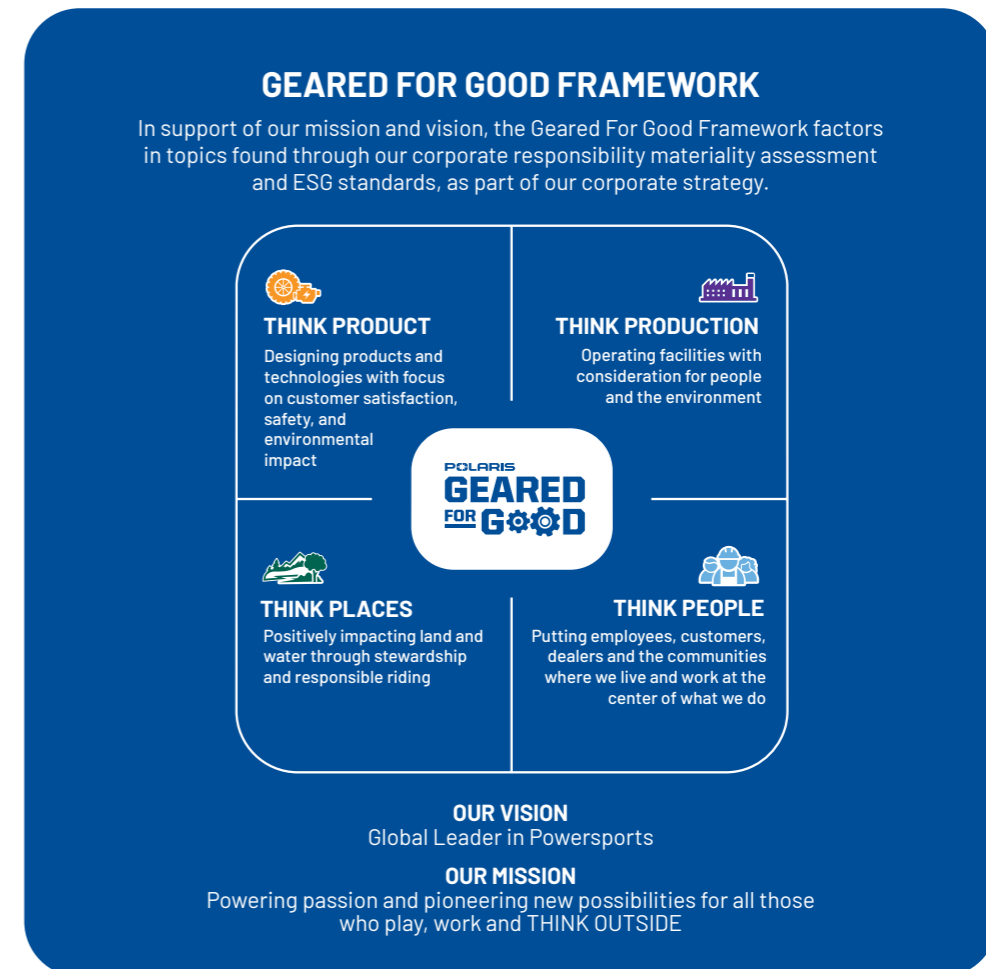 GEARED FOR GOOD FRAMEWORK
In support of our mission and vision, the Geared For Good Framework factors
in topics found through our corporate responsibility materiality assessment
and ESG standards, as part of our corporate strategy.
THINK PRODUCT
Designing products and
technologies with focus
on customer satisfaction,
safety, and
environmental
impact
THINK PRODUCTION
Operating facilities with
consideration for people
and the environment
POLARIS
GEARED
FOR GOOD
THINK PLACES
Positively impacting land and
water through stewardship
and responsible riding
THINK PEOPLE
Putting employees, customers,
dealers and the communities
where we live and work at the
center of what we do
OUR VISION
Global Leader in Powersports
OUR MISSION
Powering passion and pioneering new possibilities for all those
who play, work and THINK OUTSIDE